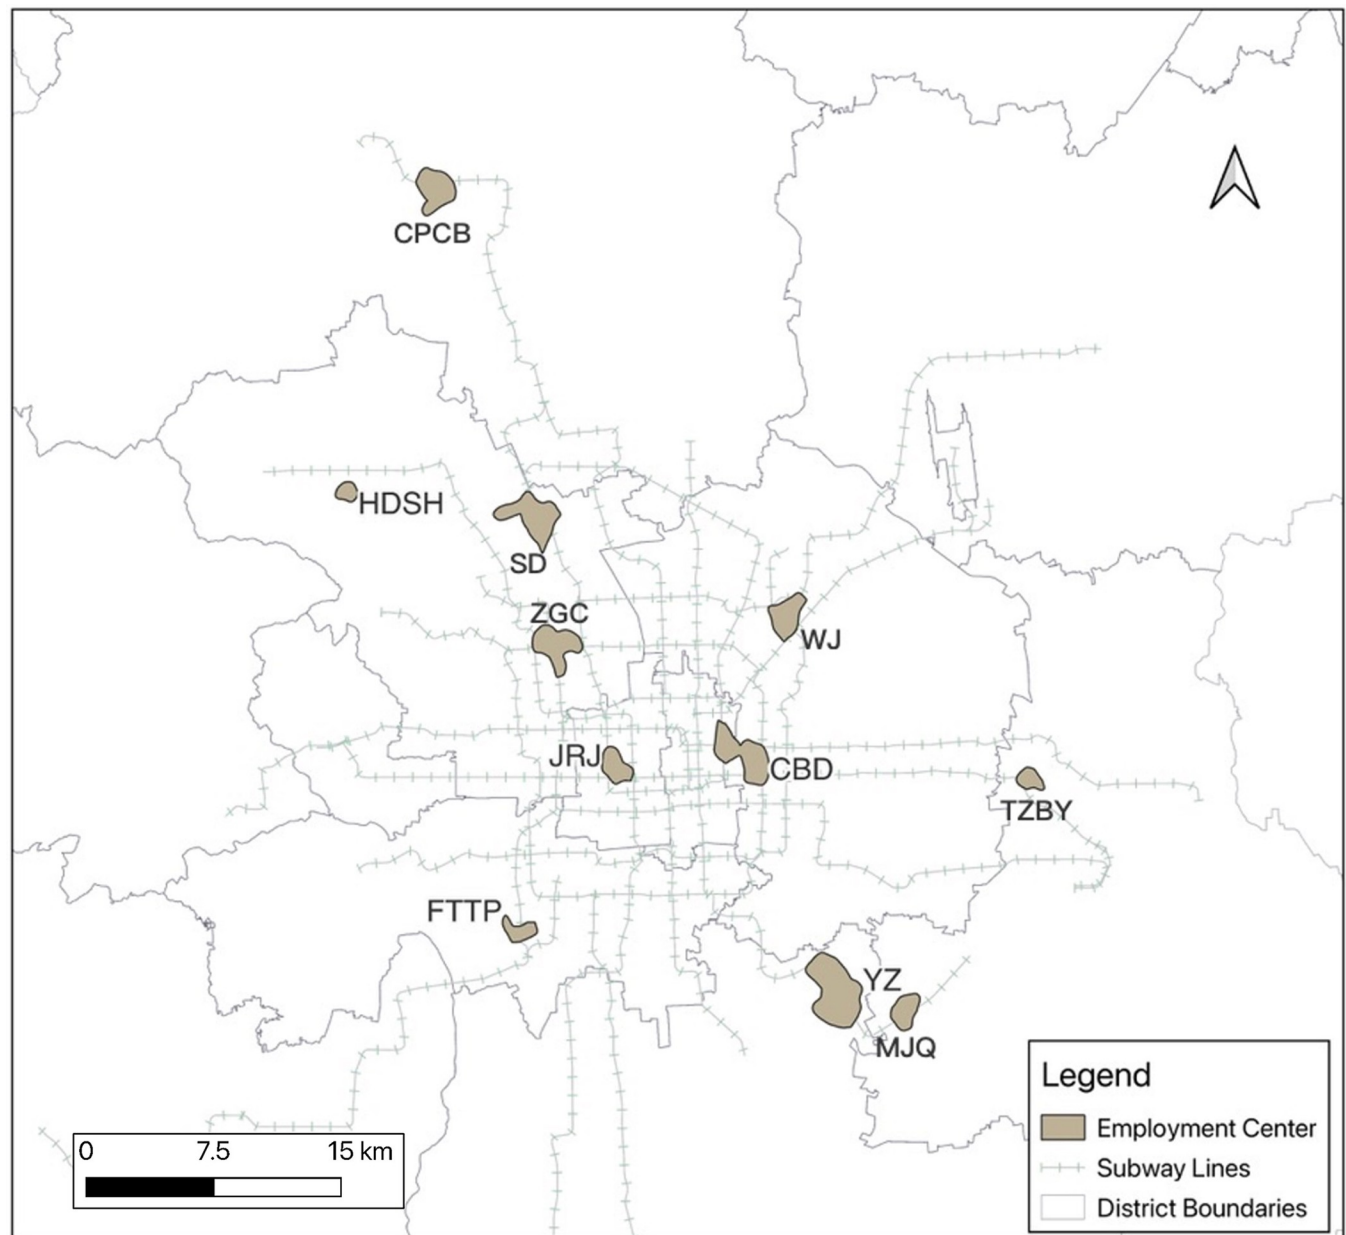 CPCB
HDSH
SD
ZGC
WJ
JRJ
CBD
TZBY
FTTP
YZ
MJQ
Legend
Employment Center
Subway Lines
District Boundaries
0 7.5 15 km